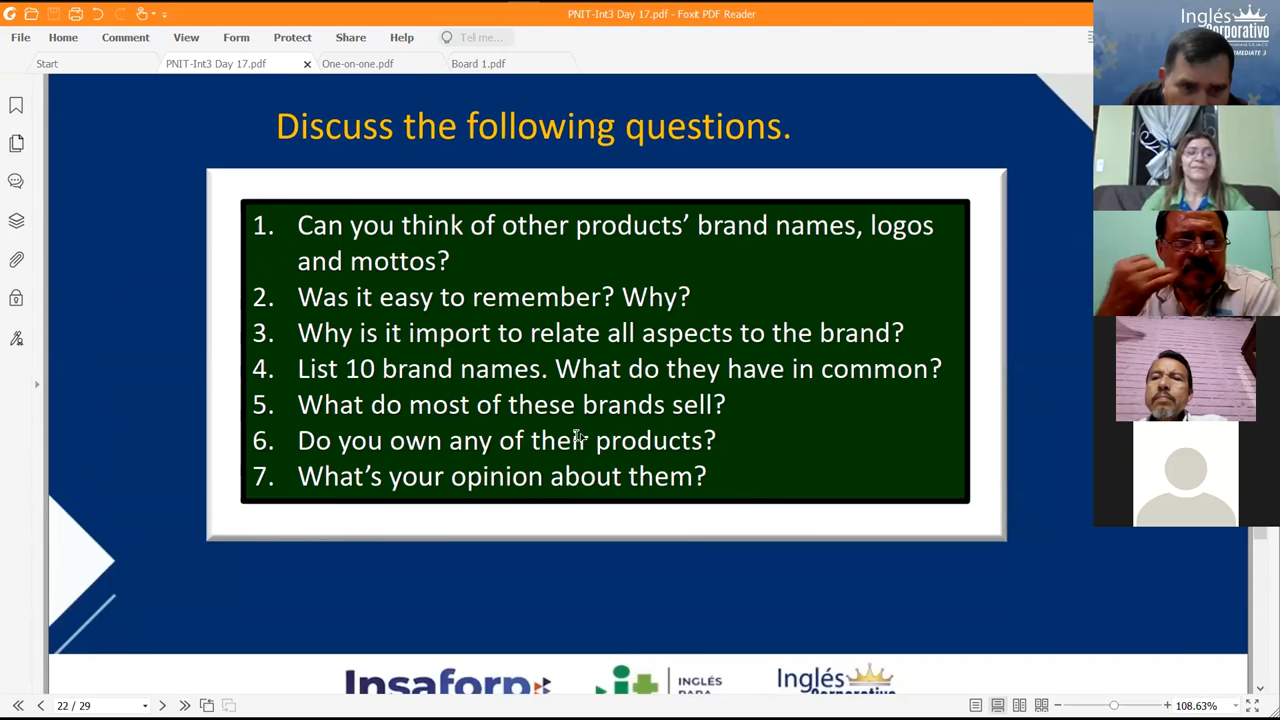 PNIT-Int3 Day 17.pdf - Foxit PDF Reader
File Home Comment View Form Protect Share Help Tell me...
Start PNIT-Int3 Day 17.pdf × One-on-one.pdf Board 1.pdf
Inglés
Corporativo
Discuss the following questions.
1. Can you think of other products’ brand names, logos
and mottos?
2. Was it easy to remember? Why?
3. Why is it import to relate all aspects to the brand?
4. List 10 brand names. What do they have in common?
5. What do most of these brands sell?
6. Do you own any of their products?
7. What’s your opinion about them?
Insaforp
INGLÉS
PARA
Inglés
Corporativo
22 / 29
108.63%